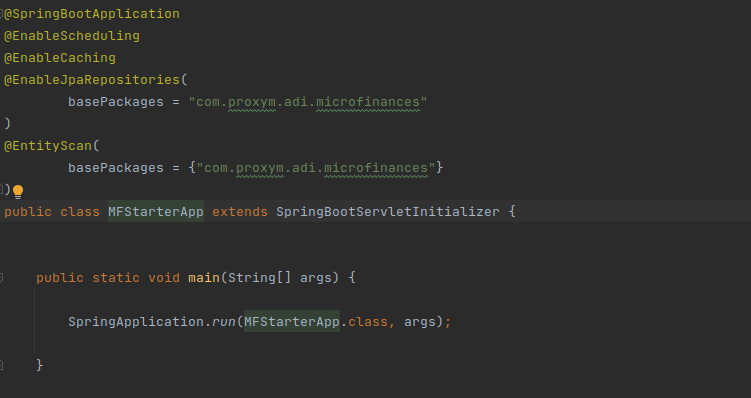 @SpringBootApplication
@EnableScheduling
@EnableCaching
@EnableJpaRepositories(
basePackages = "com.proxym.adi.microfinances"
)
@EntityScan(
basePackages = {"com.proxym.adi.microfinances"}
)
public class MFStarterApp extends SpringBootServletInitializer {
public static void main(String[] args) {
SpringApplication.run(MFStarterApp.class, args);
}